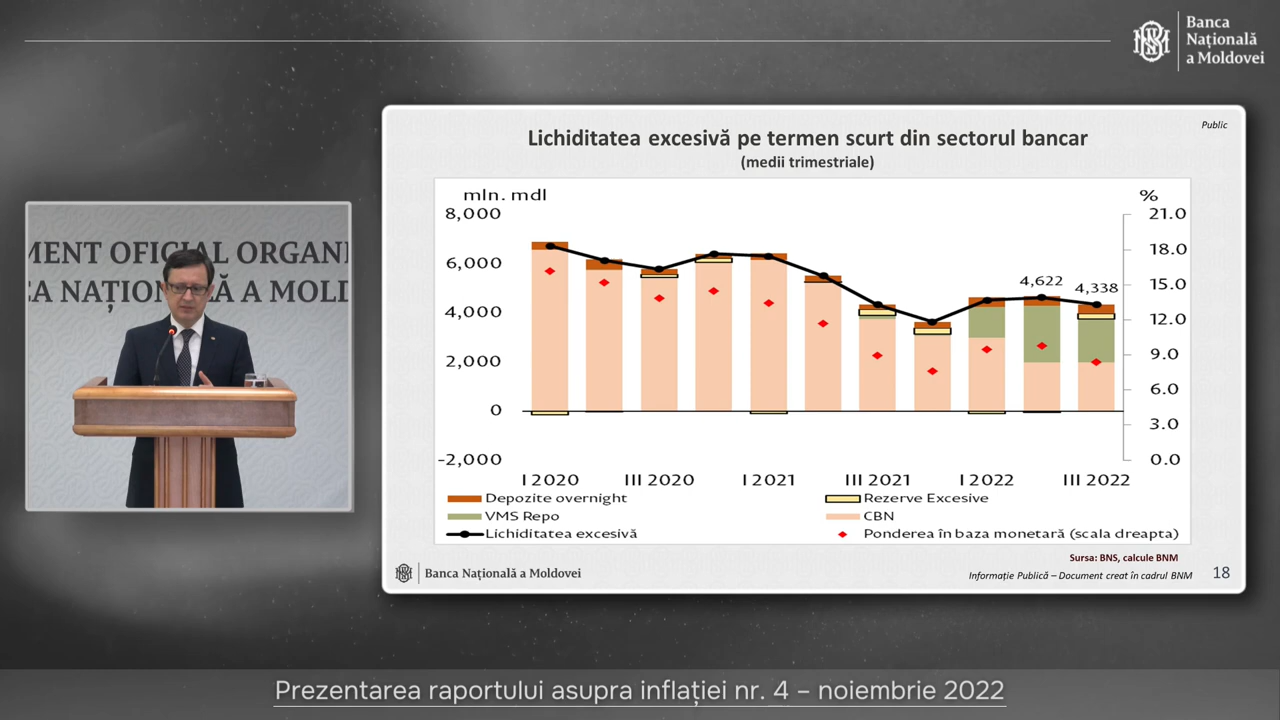 Banca
Națională
a Moldovei
Public
Lichiditatea excesivă pe termen scurt din sectorul bancar
(medii trimestriale)
mln. mdl
%
8,000
6,000
4,000
2,000
0
-2,000
21.0
18.0
15.0
12.0
9.0
6.0
3.0
0.0
4,622
4,338
I 2020
III 2020
I 2021
III 2021
I 2022
III 2022
Depozite overnight
Rezerve Excesive
VMS Repo
CBN
Lichiditatea excesivă
Ponderea în baza monetară (scala dreapta)
Sursa: BNS, calcule BNM
Banca Națională a Moldovei
Informație Publică – Document creat în cadrul BNM
18
MENT OFICIAL ORGANI
A NAȚION Ă A MOLD
Prezentarea raportului asupra inflației nr. 4 – noiembrie 2022